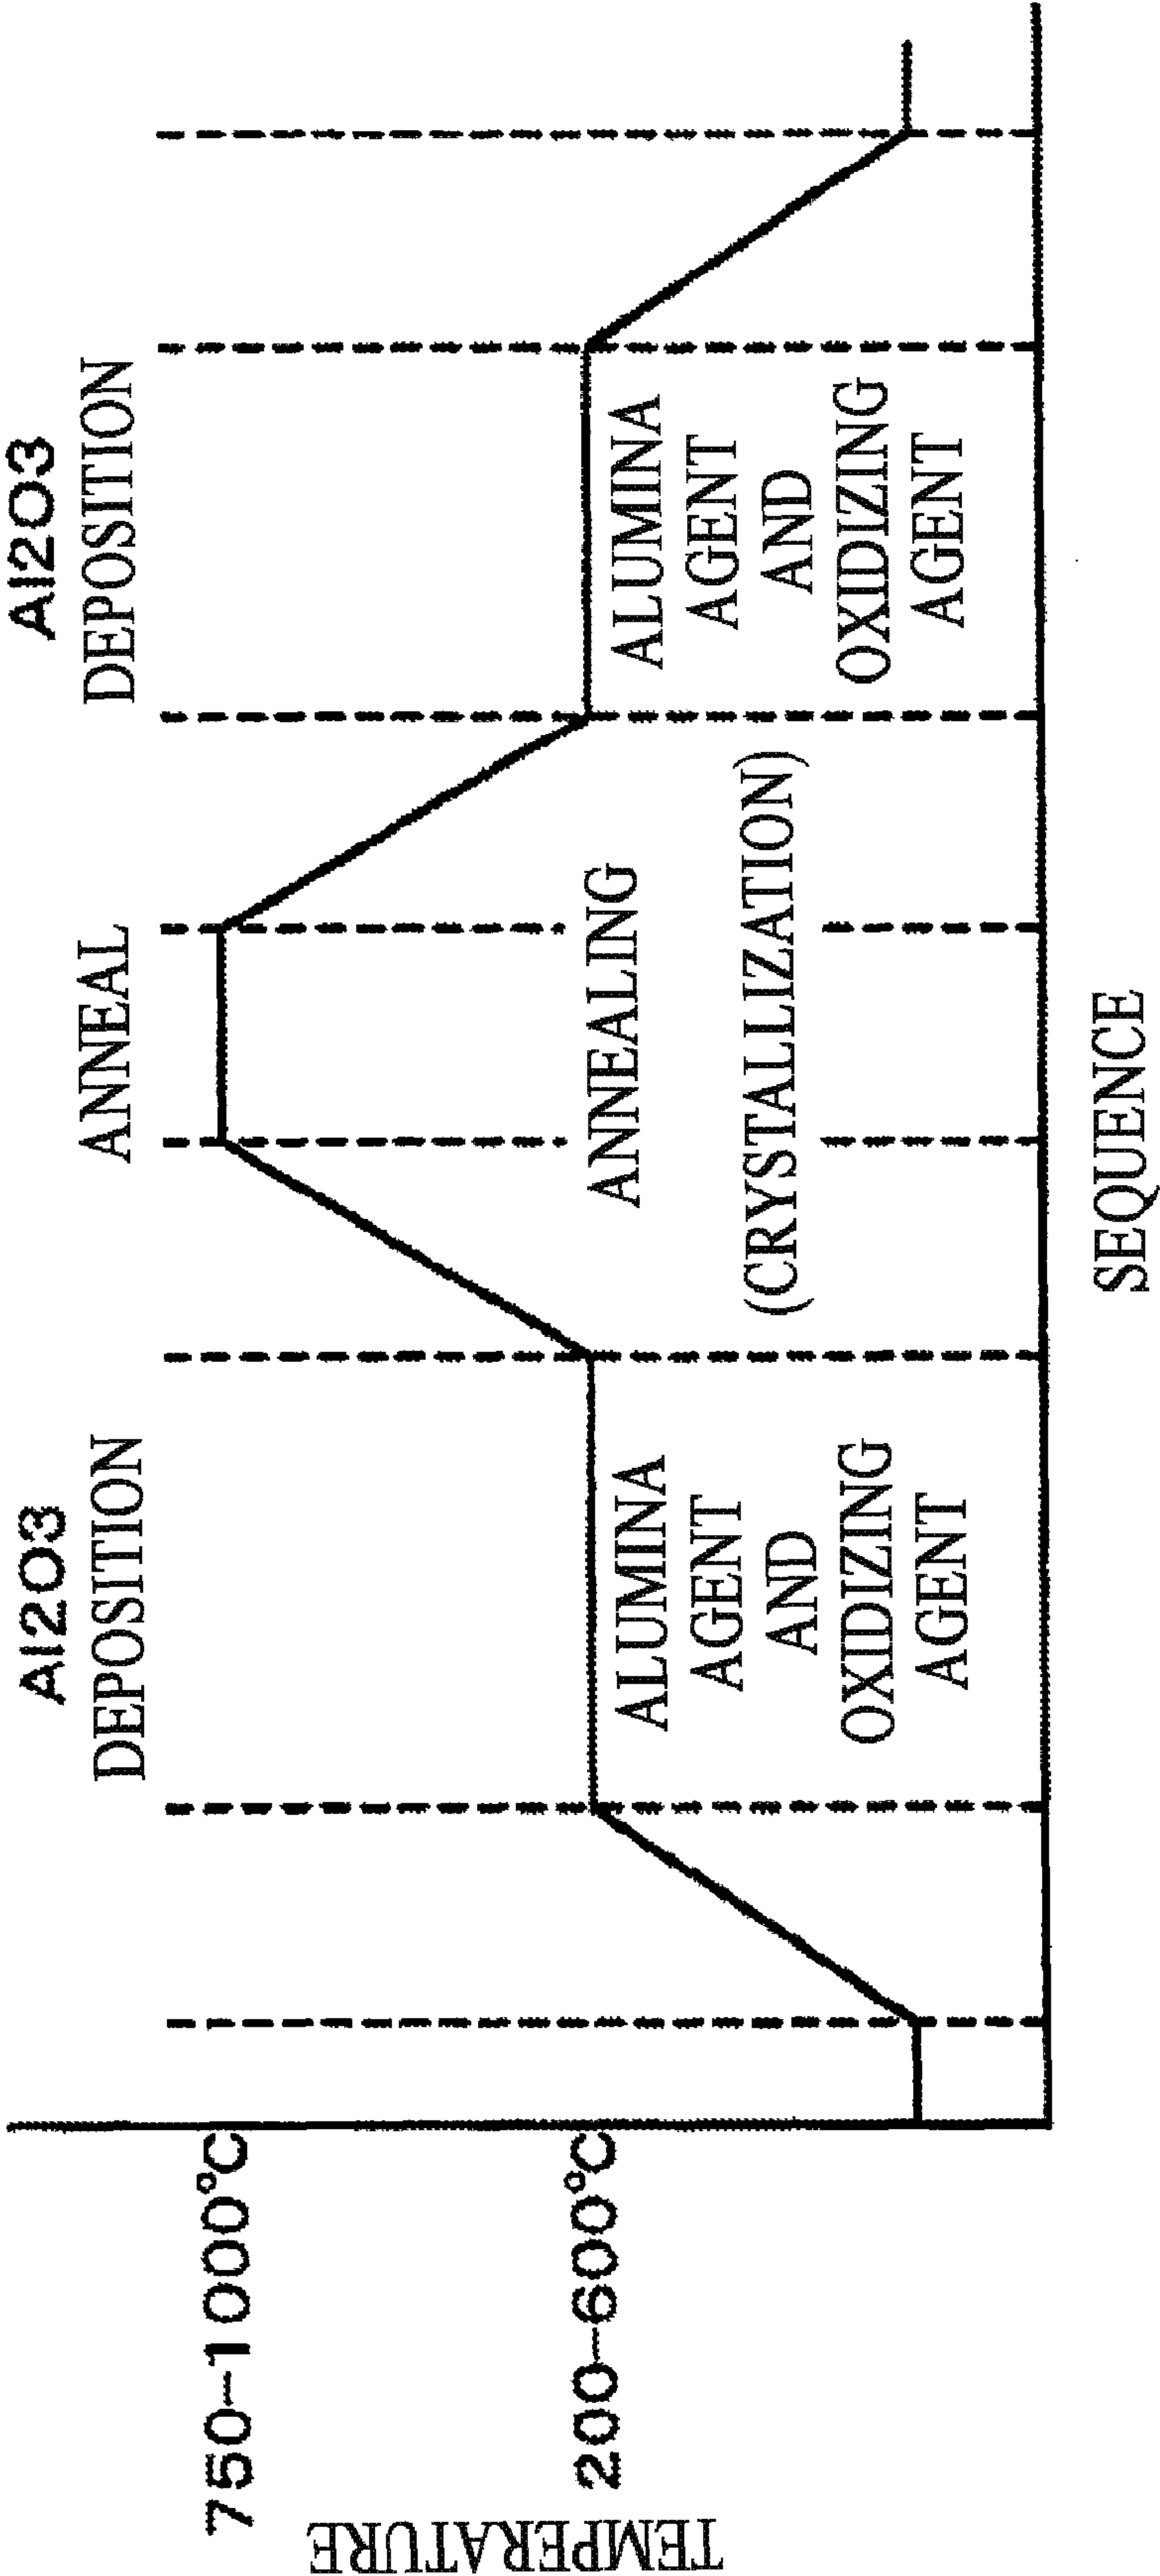 Al2O3
DEPOSITION
ANNEAL
Al2O3
DEPOSITION
750-1000°C
200-600°C
TEMPERATURE
ALUMINA
AGENT
AND
OXIDIZING
AGENT
ANNEALING
(CRYSTALLIZATION)
ALUMINA
AGENT
AND
OXIDIZING
AGENT
SEQUENCE